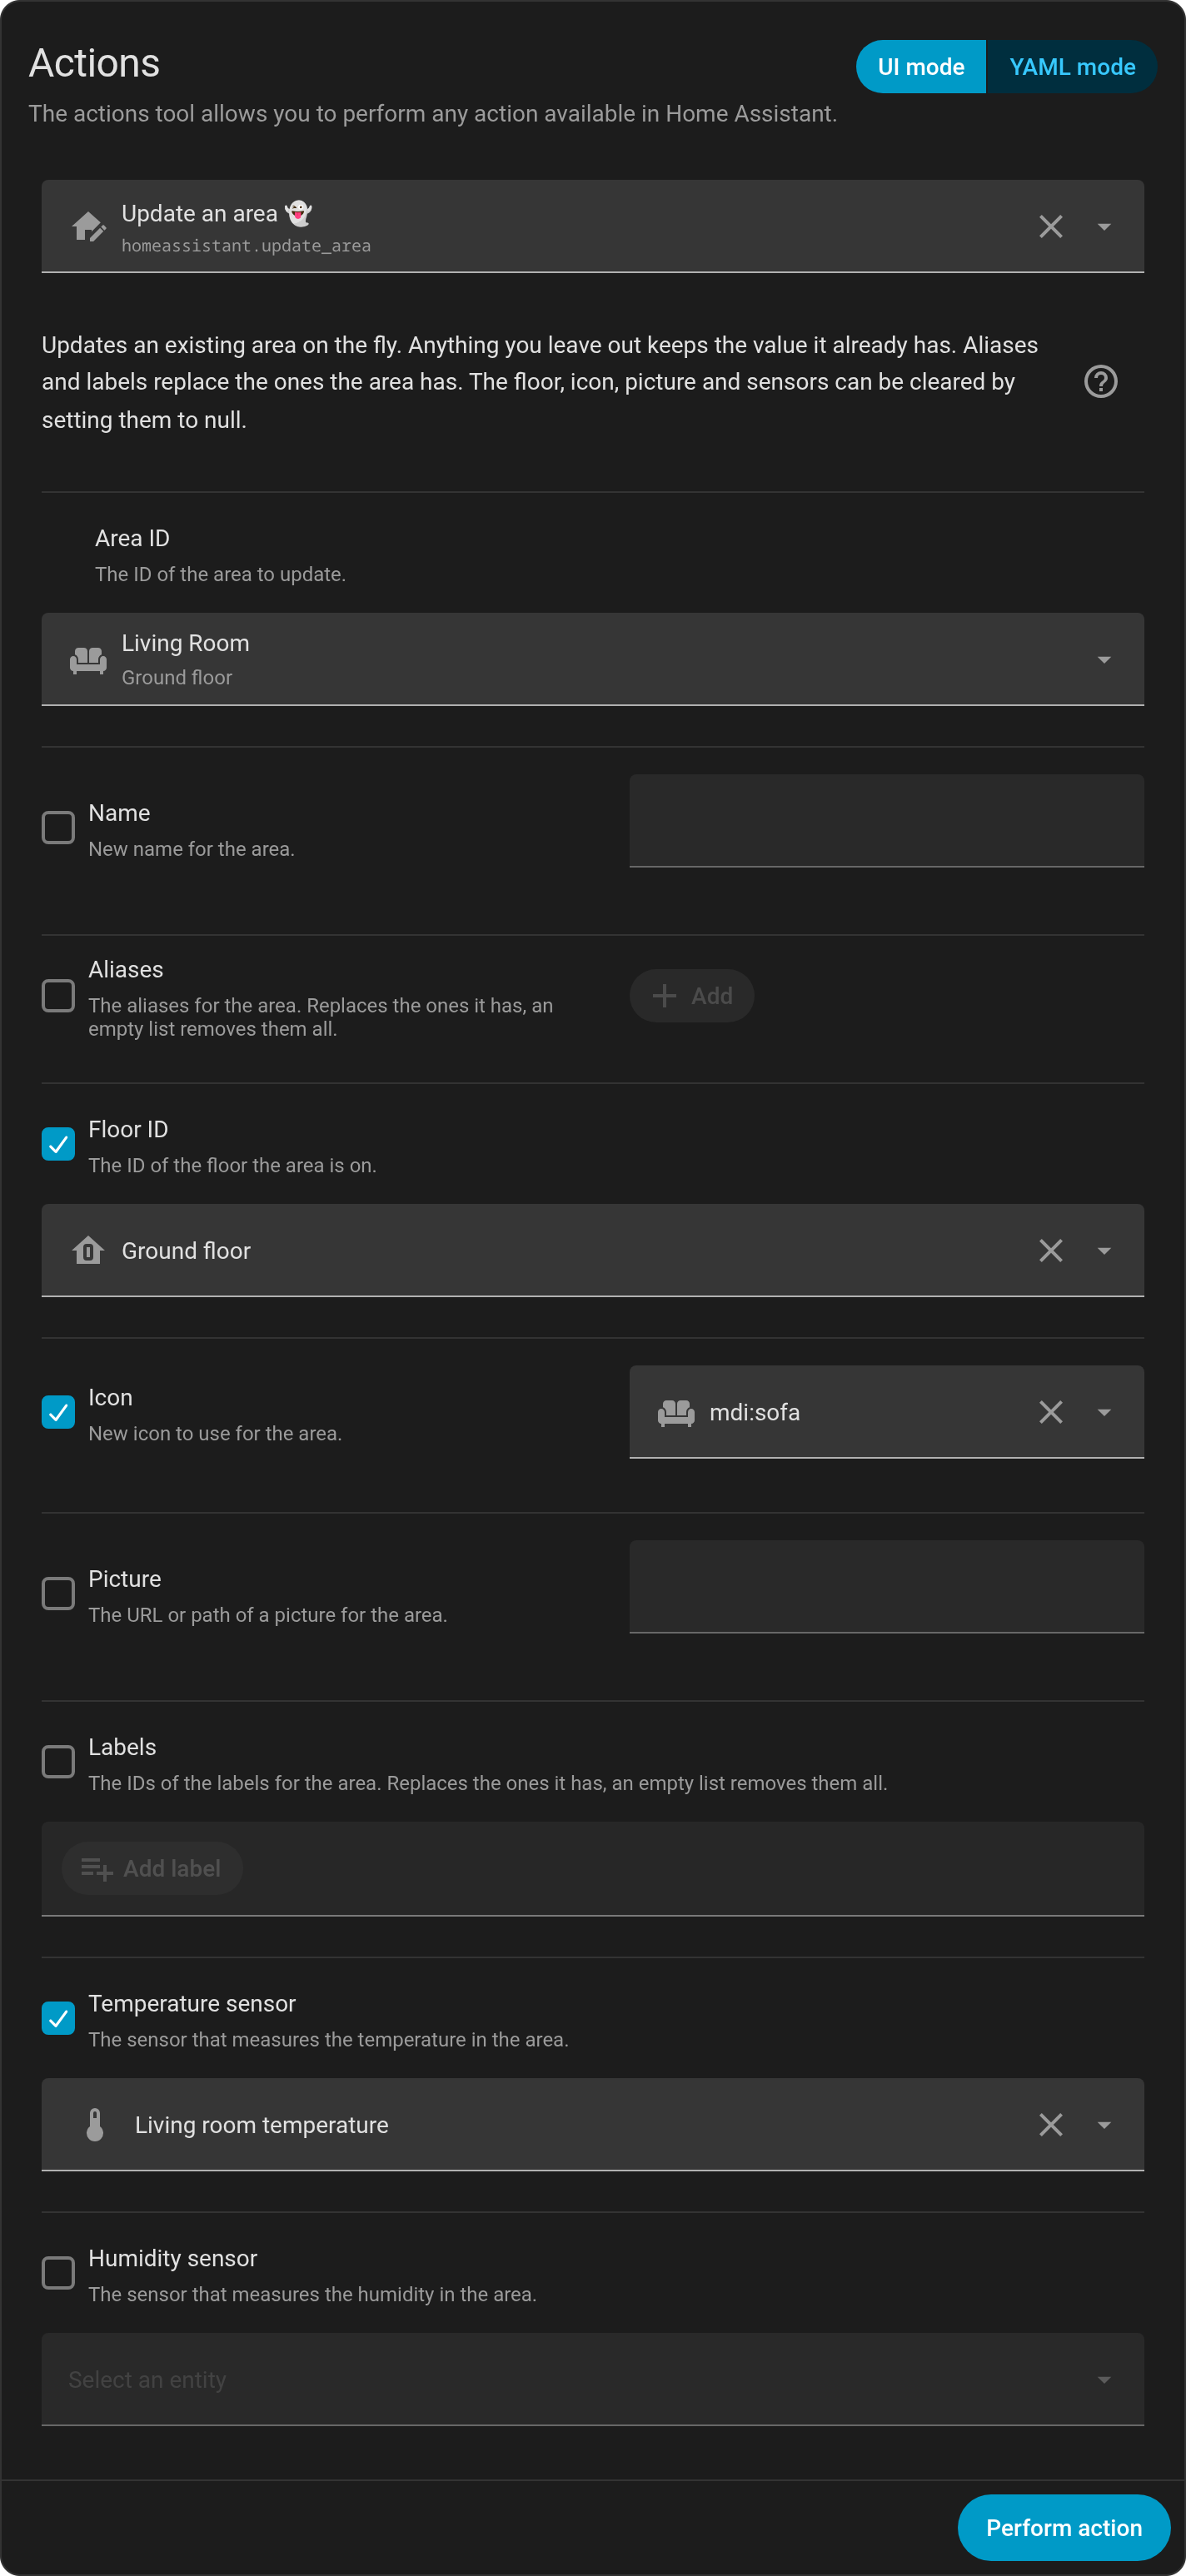 Actions
UI mode
YAML mode
The actions tool allows you to perform any action available in Home Assistant.
Update an area 👻
homeassistant.update_area
Updates an existing area on the fly. Anything you leave out keeps the value it already has. Aliases
and labels replace the ones the area has. The floor, icon, picture and sensors can be cleared by
setting them to null.
Area ID
The ID of the area to update.
Living Room
Ground floor
Name
New name for the area.
Aliases
The aliases for the area. Replaces the ones it has, an
empty list removes them all.
Add
Floor ID
The ID of the floor the area is on.
0
Ground floor
Icon
New icon to use for the area.
mdi:sofa
Picture
The URL or path of a picture for the area.
Labels
The IDs of the labels for the area. Replaces the ones it has, an empty list removes them all.
Add label
Temperature sensor
The sensor that measures the temperature in the area.
Living room temperature
Humidity sensor
The sensor that measures the humidity in the area.
Select an entity
Perform action